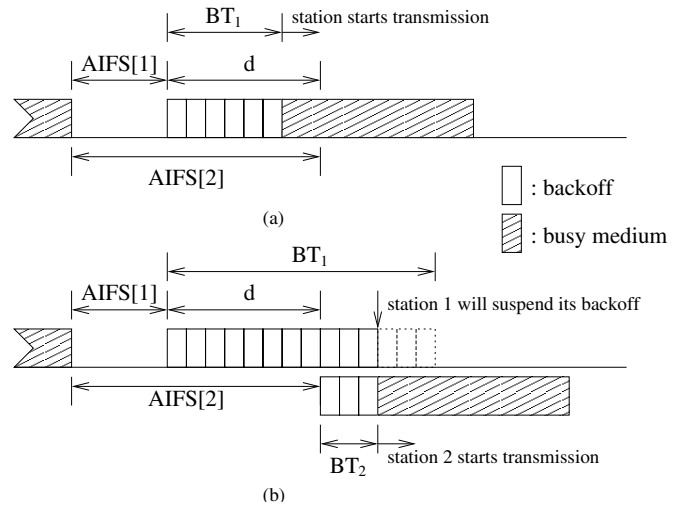 BT1 station starts transmission
AIFS[1] d
AIFS[2]
: backoff
(a)
: busy medium
BT1
AIFS[1] d station 1 will suspend its backoff
AIFS[2]
BT2 station 2 starts transmission
(b)